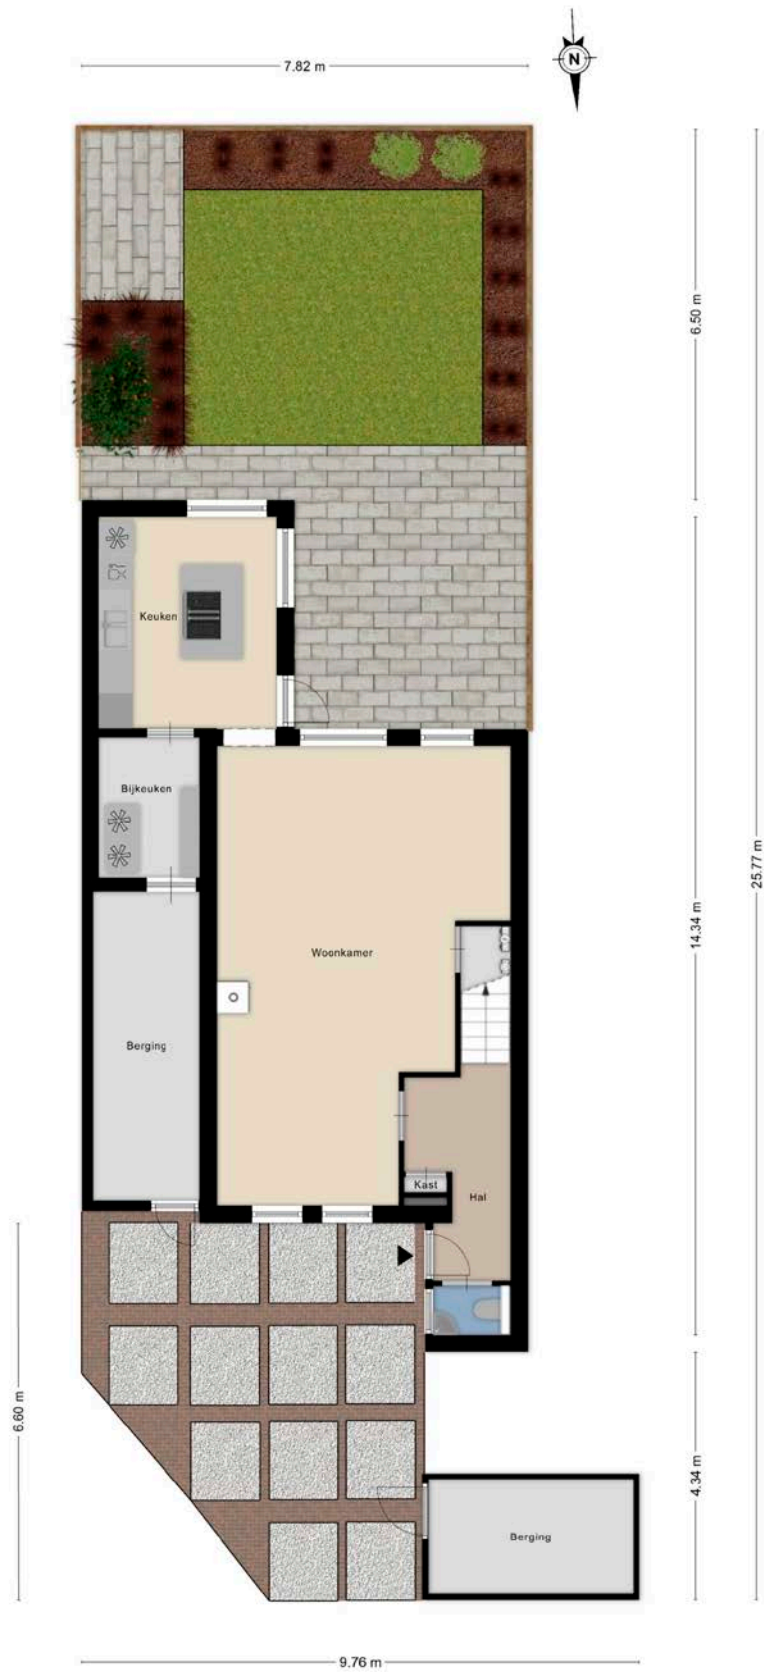 N
7.82 m
6.50 m
Keuken
Bijkeuken
25.77 m
14.34 m
Woonkamer
Berging
Kast
Hal
6.60 m
4.34 m
Berging
9.76 m